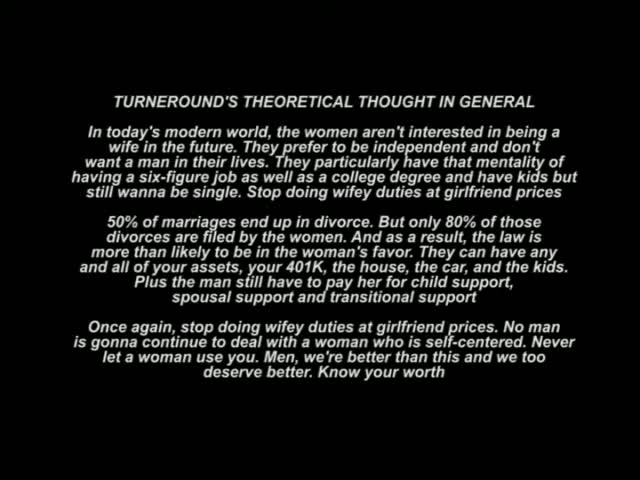 TURNEROUND'S THEORETICAL THOUGHT IN GENERAL
In today's modern world, the women aren't interested in being a
wife in the future. They prefer to be independent and don't
want a man in their lives. They particularly have that mentality of
having a six-figure job as well as a college degree and have kids but
still wanna be single. Stop doing wifey duties at girlfriend prices
50% of marriages end up in divorce. But only 80% of those
divorces are filed by the women. And as a result, the law is
more than likely to be in the woman's favor. They can have any
and all of your assets, your 401K, the house, the car, and the kids.
Plus the man still have to pay her for child support,
spousal support and transitional support
Once again, stop doing wifey duties at girlfriend prices. No man
is gonna continue to deal with a woman who is self-centered. Never
let a woman use you. Men, we're better than this and we too
deserve better. Know your worth